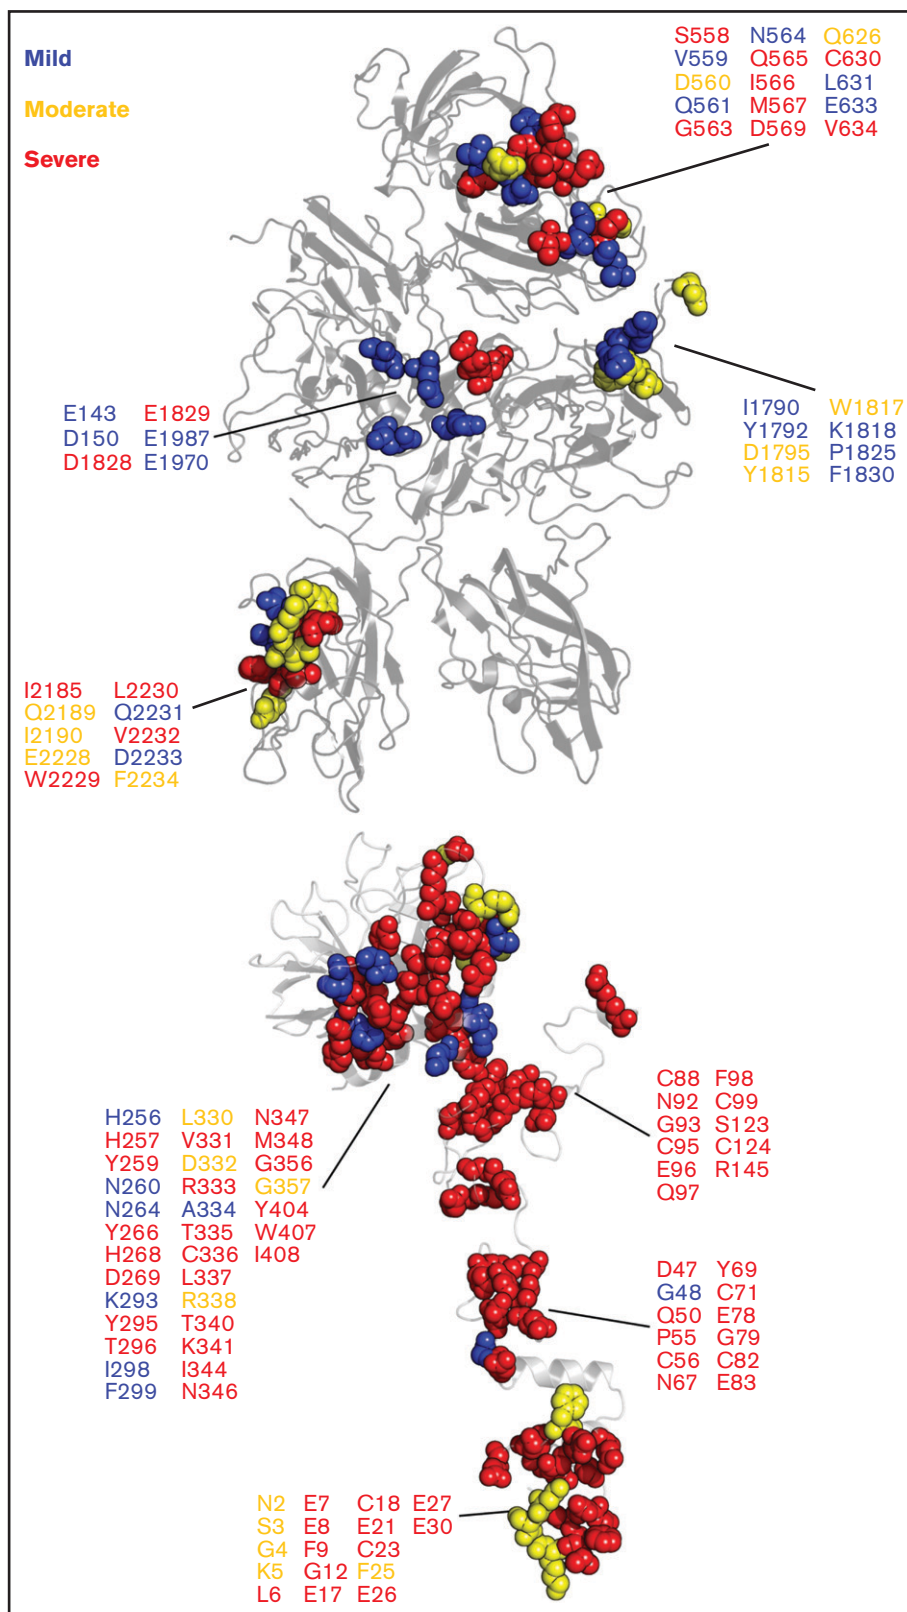 Mild
Moderate
Severe
S558 N564 Q626
V559 Q565 C630
D560 I566 L631
Q561 M567 E633
G563 D569 V634
E143 E1829
D150 E1987
D1828 E1970
I1790 W1817
Y1792 K1818
D1795 P1825
Y1815 F1830
I2185 L2230
Q2189 Q2231
I2190 V2232
E2228 D2233
W2229 F2234
H256 L330 N347
H257 V331 M348
Y259 D332 G356
N260 R333 G357
N264 A334 Y404
Y266 T335 W407
H268 C336 I408
D269 L337
K293 R338
Y295 T340
T296 K341
I298 I344
F299 N346
C88 F98
N92 C99
G93 S123
C95 C124
E96 R145
Q97
D47 Y69
G48 C71
Q50 E78
P55 G79
C56 C82
N67 E83
N2 E7 C18 E27
S3 E8 E21 E30
G4 F9 C23
K5 G12 F25
L6 E17 E26